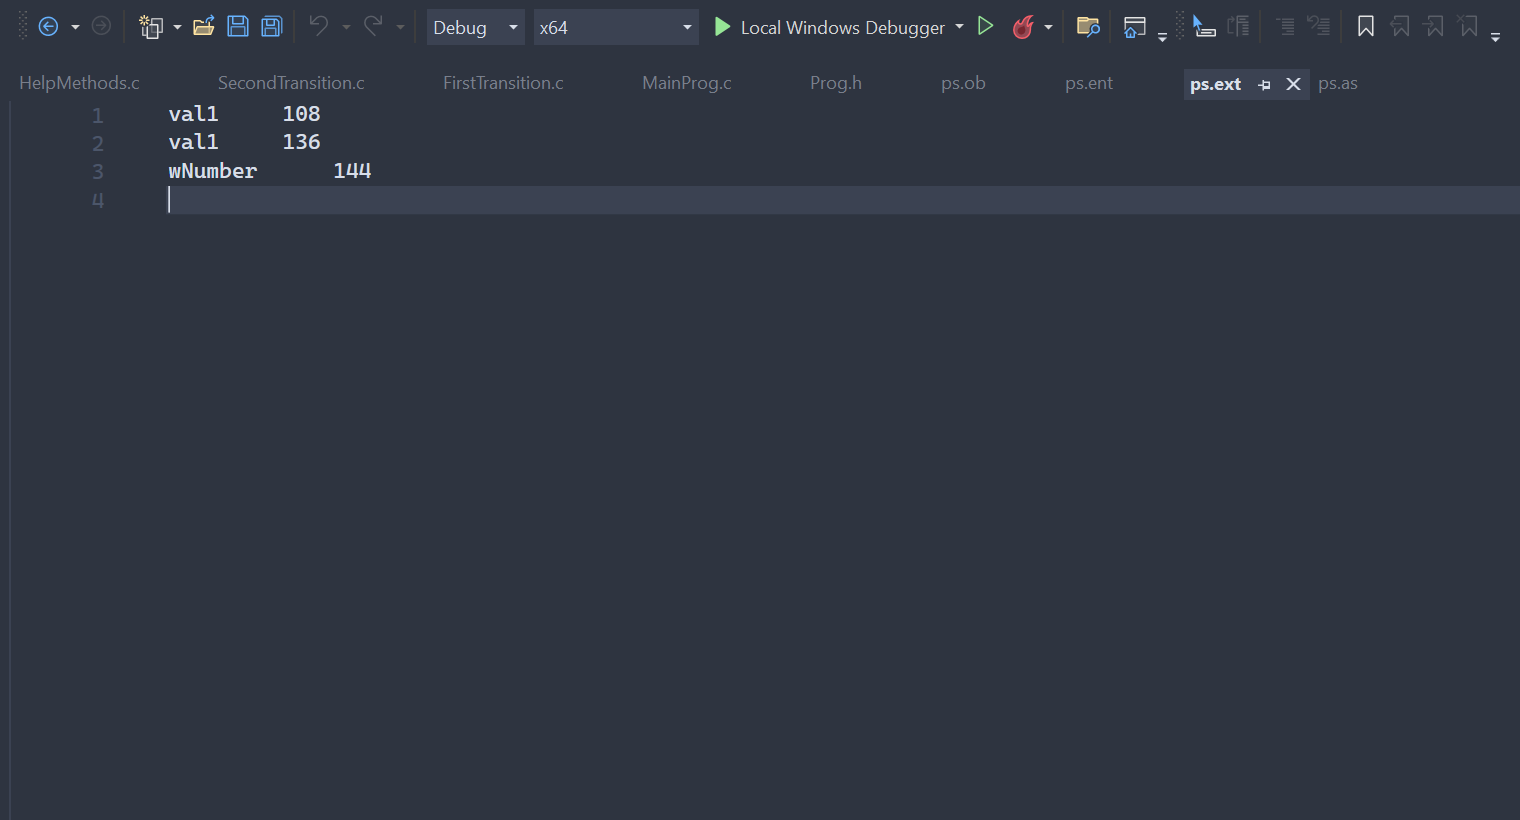 Debug x64 Local Windows Debugger
HelpMethods.c SecondTransition.c FirstTransition.c MainProg.c Prog.h ps.ob ps.ent ps.ext ps.as
1 val1 108
2 val1 136
3 wNumber 144
4